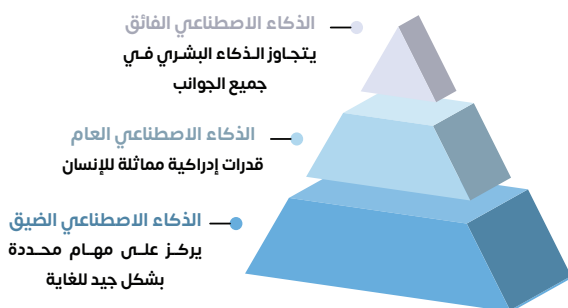 الذكاء الاصطناعي الفائق
يتجاوز الذكاء البشري في
جميع الجوانب
الذكاء الاصطناعي العام
قدرات إدراكية مماثلة للإنسان
الذكاء الاصطناعي الضيق
يركز على مهام محددة
بشكل جيد للغاية